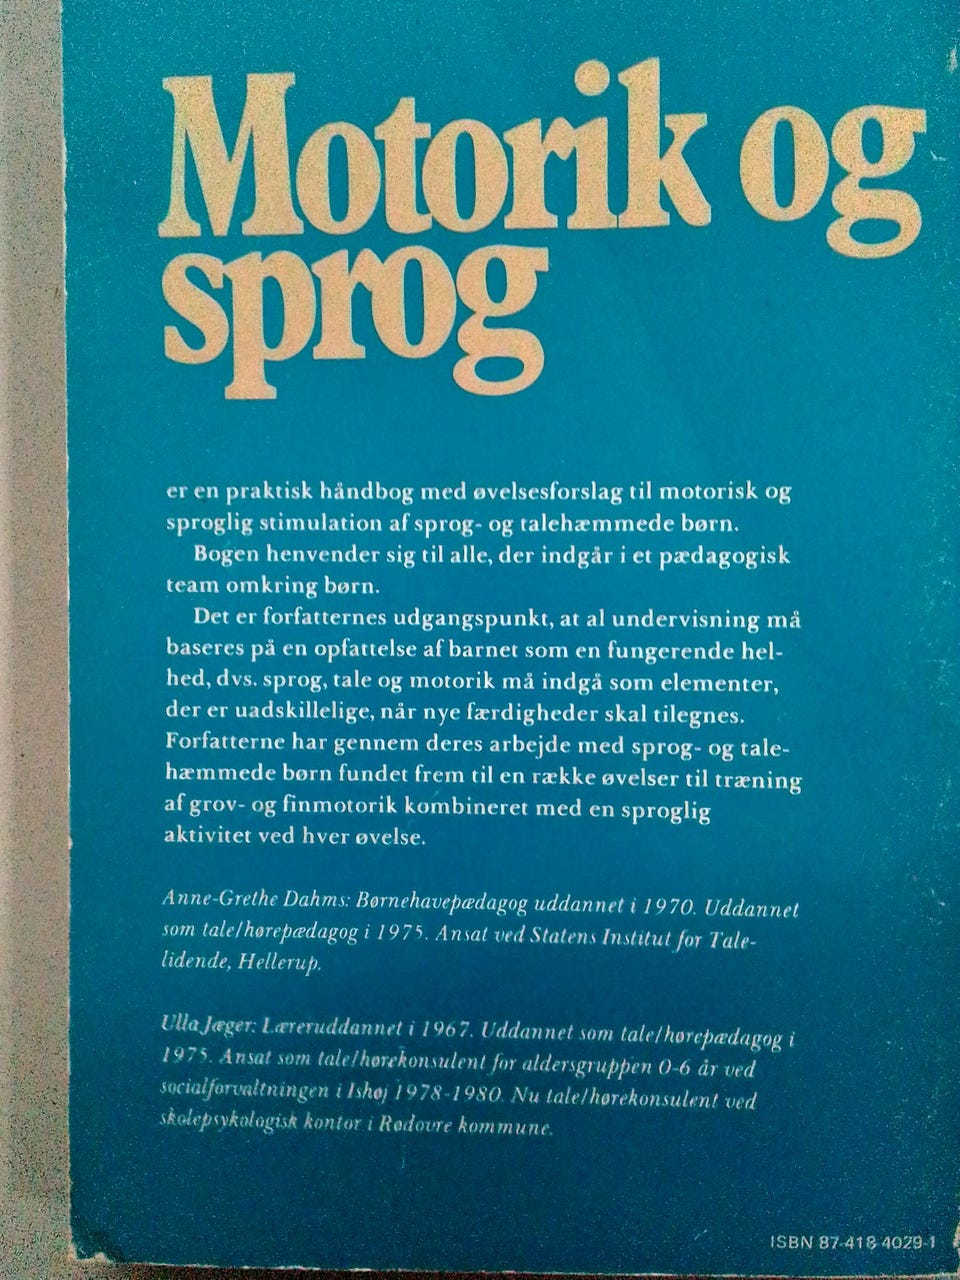 Motorik og
sprog
er en praktisk håndbog med øvelsesforslag til motorisk og
sproglig stimulation af sprog- og talehæmmede børn.
Bogen henvender sig til alle, der indgår i et pædagogisk
team omkring børn.
Det er forfatternes udgangspunkt, at al undervisning må
baseres på en opfattelse af barnet som en fungerende hel-
hed, dvs. sprog, tale og motorik må indgå som elementer,
der er uadskillelige, når nye færdigheder skal tilegnes.
Forfatterne har gennem deres arbejde med sprog- og tale-
hæmmede børn fundet frem til en række øvelser til træning
af grov- og finmotorik kombineret med en sproglig
aktivitet ved hver øvelse.
Anne-Grethe Dahms: Børnehavepædagog uddannet i 1970. Uddannet
som tale/hørepædagog i 1975. Ansat ved Statens Institut for Tale-
lidende, Hellerup.
Ulla Jæger: Læreruddannet i 1967. Uddannet som tale/hørepædagog i
1975. Ansat som tale/hørekonsulent for aldersgruppen 0-6 år ved
socialforvaltningen i Ishøj 1978-1980. Nu tale/hørekonsulent ved
skolepsykologisk kontor i Rødovre kommune.
ISBN 87-418 4029-1